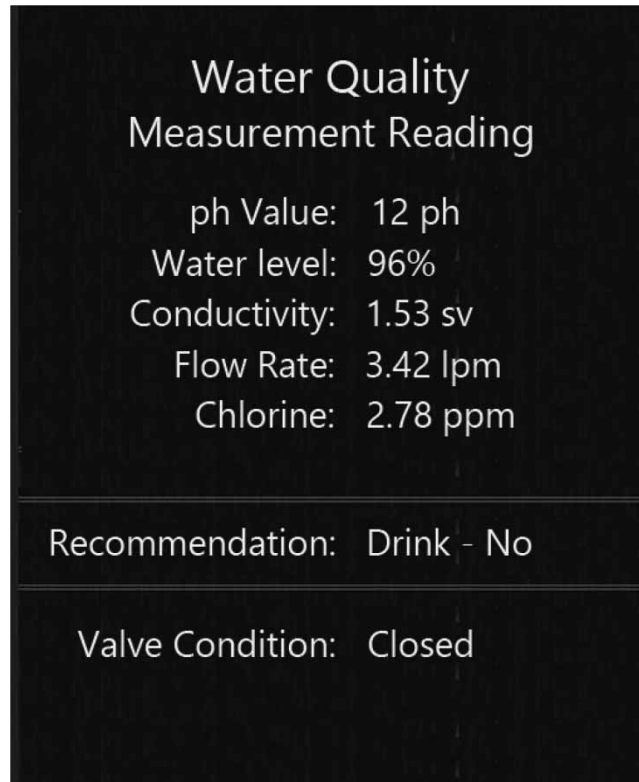 Water Quality
Measurement Reading
ph Value: 12 ph
Water level: 96%
Conductivity: 1.53 sv
Flow Rate: 3.42 lpm
Chlorine: 2.78 ppm
Recommendation: Drink - No
Valve Condition: Closed